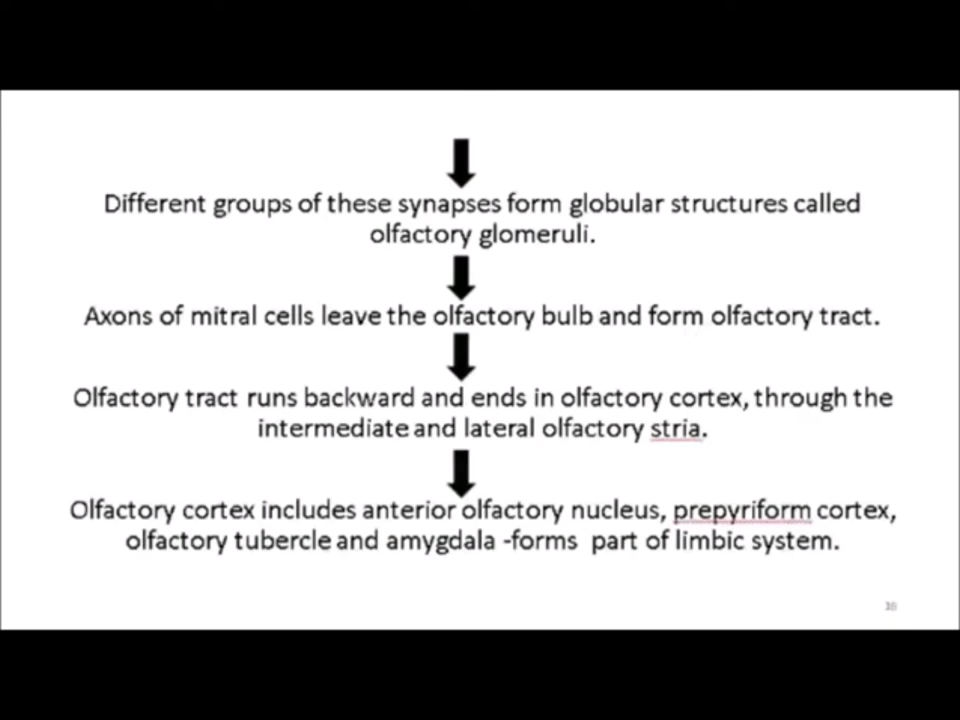 Different groups of these synapses form globular structures called
olfactory glomeruli.
Axons of mitral cells leave the olfactory bulb and form olfactory tract.
Olfactory tract runs backward and ends in olfactory cortex, through the
intermediate and lateral olfactory stria.
Olfactory cortex includes anterior olfactory nucleus, prepyriform cortex,
olfactory tubercle and amygdala -forms part of limbic system.